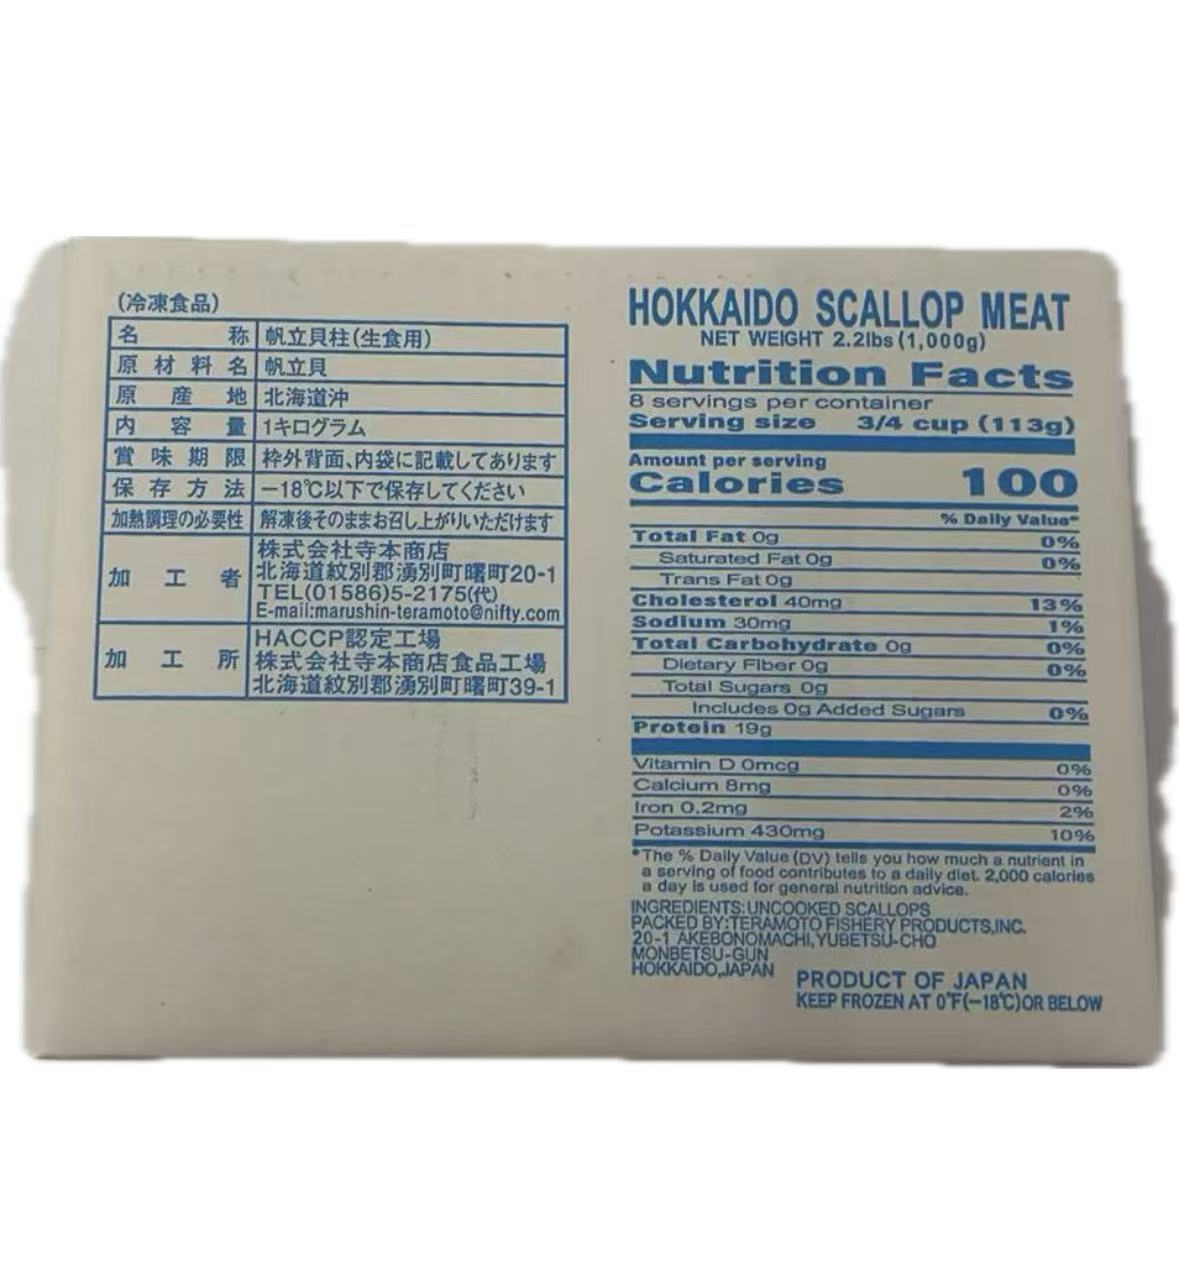 (冷凍食品)
名称 帆立貝柱(生食用)
原材料名 帆立貝
原産地 北海道沖
内容量 1キログラム
賞味期限 枠外背面、内袋に記載してあります
保存方法 -18℃以下で保存してください
加熱調理の必要性 解凍後そのままお召し上がりいただけます
加工者 株式会社寺本商店
北海道紋別郡湧別町曙町20-1
TEL(01586)5-2175(代)
E-mail:marushin-teramoto@nifty.com
加工所 HACCP認定工場
株式会社寺本商店食品工場
北海道紋別郡湧別町曙町39-1
HOKKAIDO SCALLOP MEAT
NET WEIGHT 2.2lbs (1,000g)
Nutrition Facts
8 servings per container
Serving size 3/4 cup (113g)
Amount per serving
Calories 100
% Daily Value*
Total Fat 0g 0%
Saturated Fat 0g 0%
Trans Fat 0g
Cholesterol 40mg 13%
Sodium 30mg 1%
Total Carbohydrate 0g 0%
Dietary Fiber 0g 0%
Total Sugars 0g
Includes 0g Added Sugars 0%
Protein 19g
Vitamin D 0mcg 0%
Calcium 8mg 0%
Iron 0.2mg 2%
Potassium 430mg 10%
*The % Daily Value (DV) tells you how much a nutrient in
a serving of food contributes to a daily diet. 2,000 calories
a day is used for general nutrition advice.
INGREDIENTS:UNCOOKED SCALLOPS
PACKED BY:TERAMOTO FISHERY PRODUCTS,INC.
20-1 AKEBONOMACHI,YUBETSU-CHO
MONBETSU-GUN
HOKKAIDO,JAPAN
PRODUCT OF JAPAN
KEEP FROZEN AT 0°F(-18℃)OR BELOW